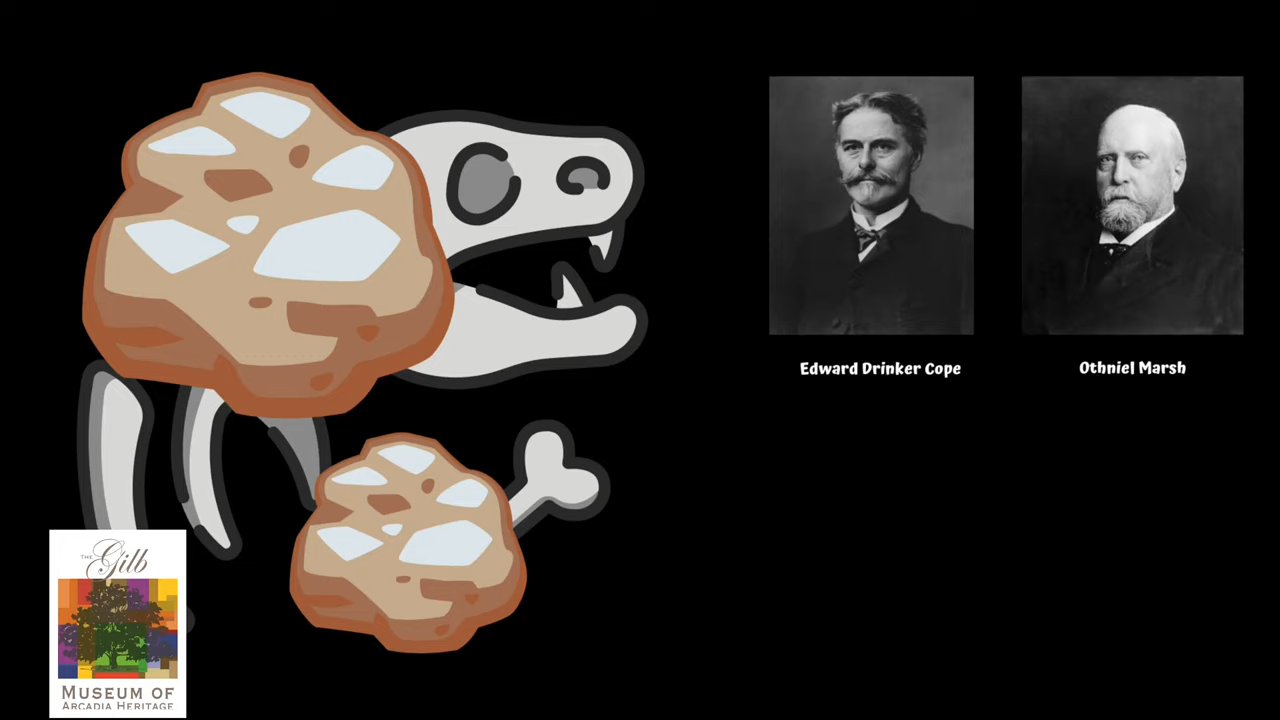 Edward Drinker Cope
Othniel Marsh
THE Gilb
MUSEUM OF
ARCADIA HERITAGE